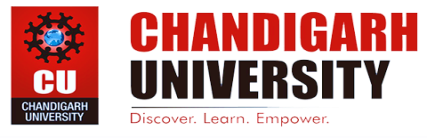 CU
CHANDIGARH
UNIVERSITY
CHANDIGARH
UNIVERSITY
Discover. Learn. Empower.